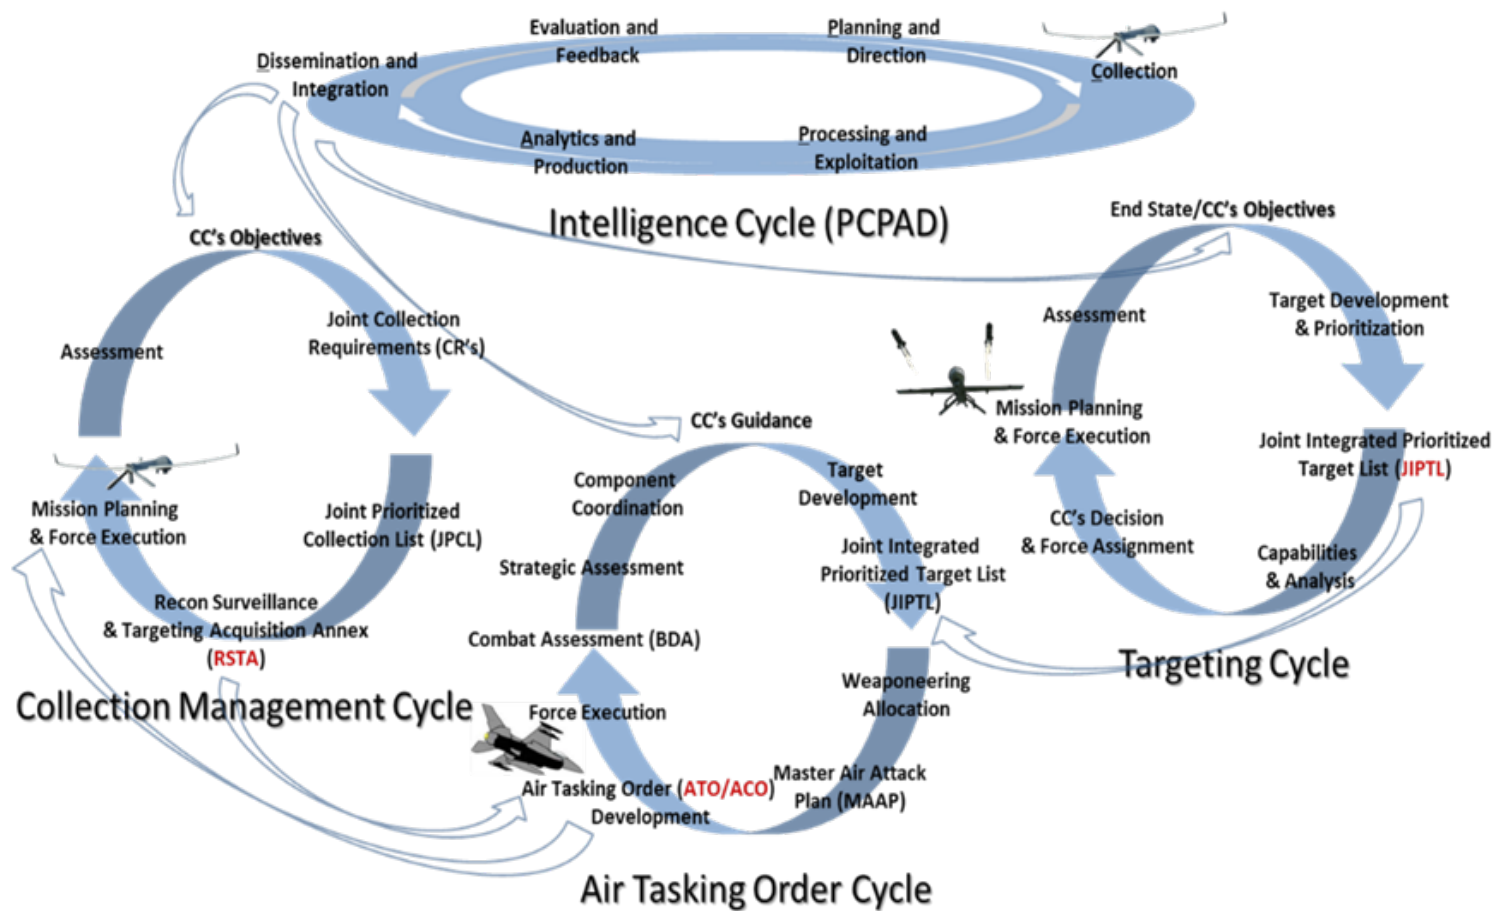 Evaluation and
Feedback
Planning and
Direction
Dissemination and
Integration
Collection
Analytics and
Production
Processing and
Exploitation
Intelligence Cycle (PCPAD)
CC's Objectives
Joint Collection
Requirements (CR's)
Assessment
Mission Planning
& Force Execution
Joint Prioritized
Collection List (JPCL)
Recon Surveillance
& Targeting Acquisition Annex
(RSTA)
Collection Management Cycle
CC's Guidance
Component
Coordination
Target
Development
Strategic Assessment
Joint Integrated
Prioritized Target List
(JIPTL)
Combat Assessment (BDA)
Weaponeering
Allocation
Force Execution
Air Tasking Order (ATO/ACO)
Development
Master Air Attack
Plan (MAAP)
Air Tasking Order Cycle
End State/CC's Objectives
Assessment
Target Development
& Prioritization
Mission Planning
& Force Execution
Joint Integrated Prioritized
Target List (JIPTL)
CC's Decision
& Force Assignment
Capabilities
& Analysis
Targeting Cycle